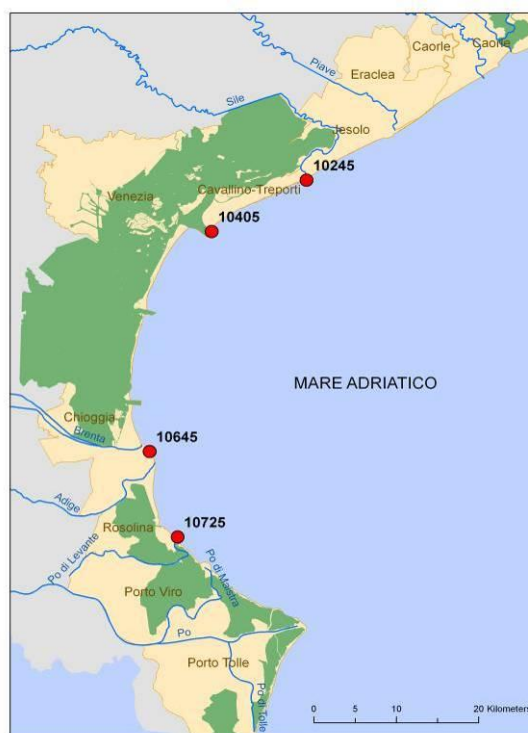 Caorle
Caorle
Piave
Eraclea
Sile
Jesolo
10245
Venezia
Cavallino-Treporti
10405
MARE ADRIATICO
Chioggia
Brenta
10645
Adige
10725
Rosolina
Po di Levante
Po di Maistra
Porto Viro
Po
Porto Tolle
Po di Tolle
0 5 10 20 Kilometers